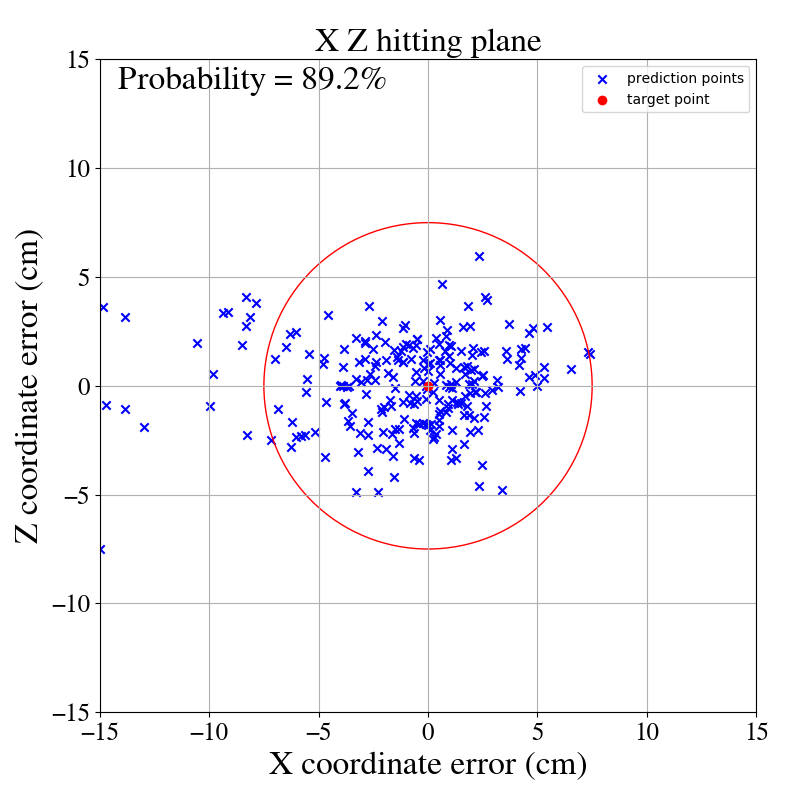 X Z hitting plane
Probability = 89.2%
prediction points
target point
15
10
5
0
−5
−10
−15
Z coordinate error (cm)
−15 −10 −5 0 5 10 15
X coordinate error (cm)